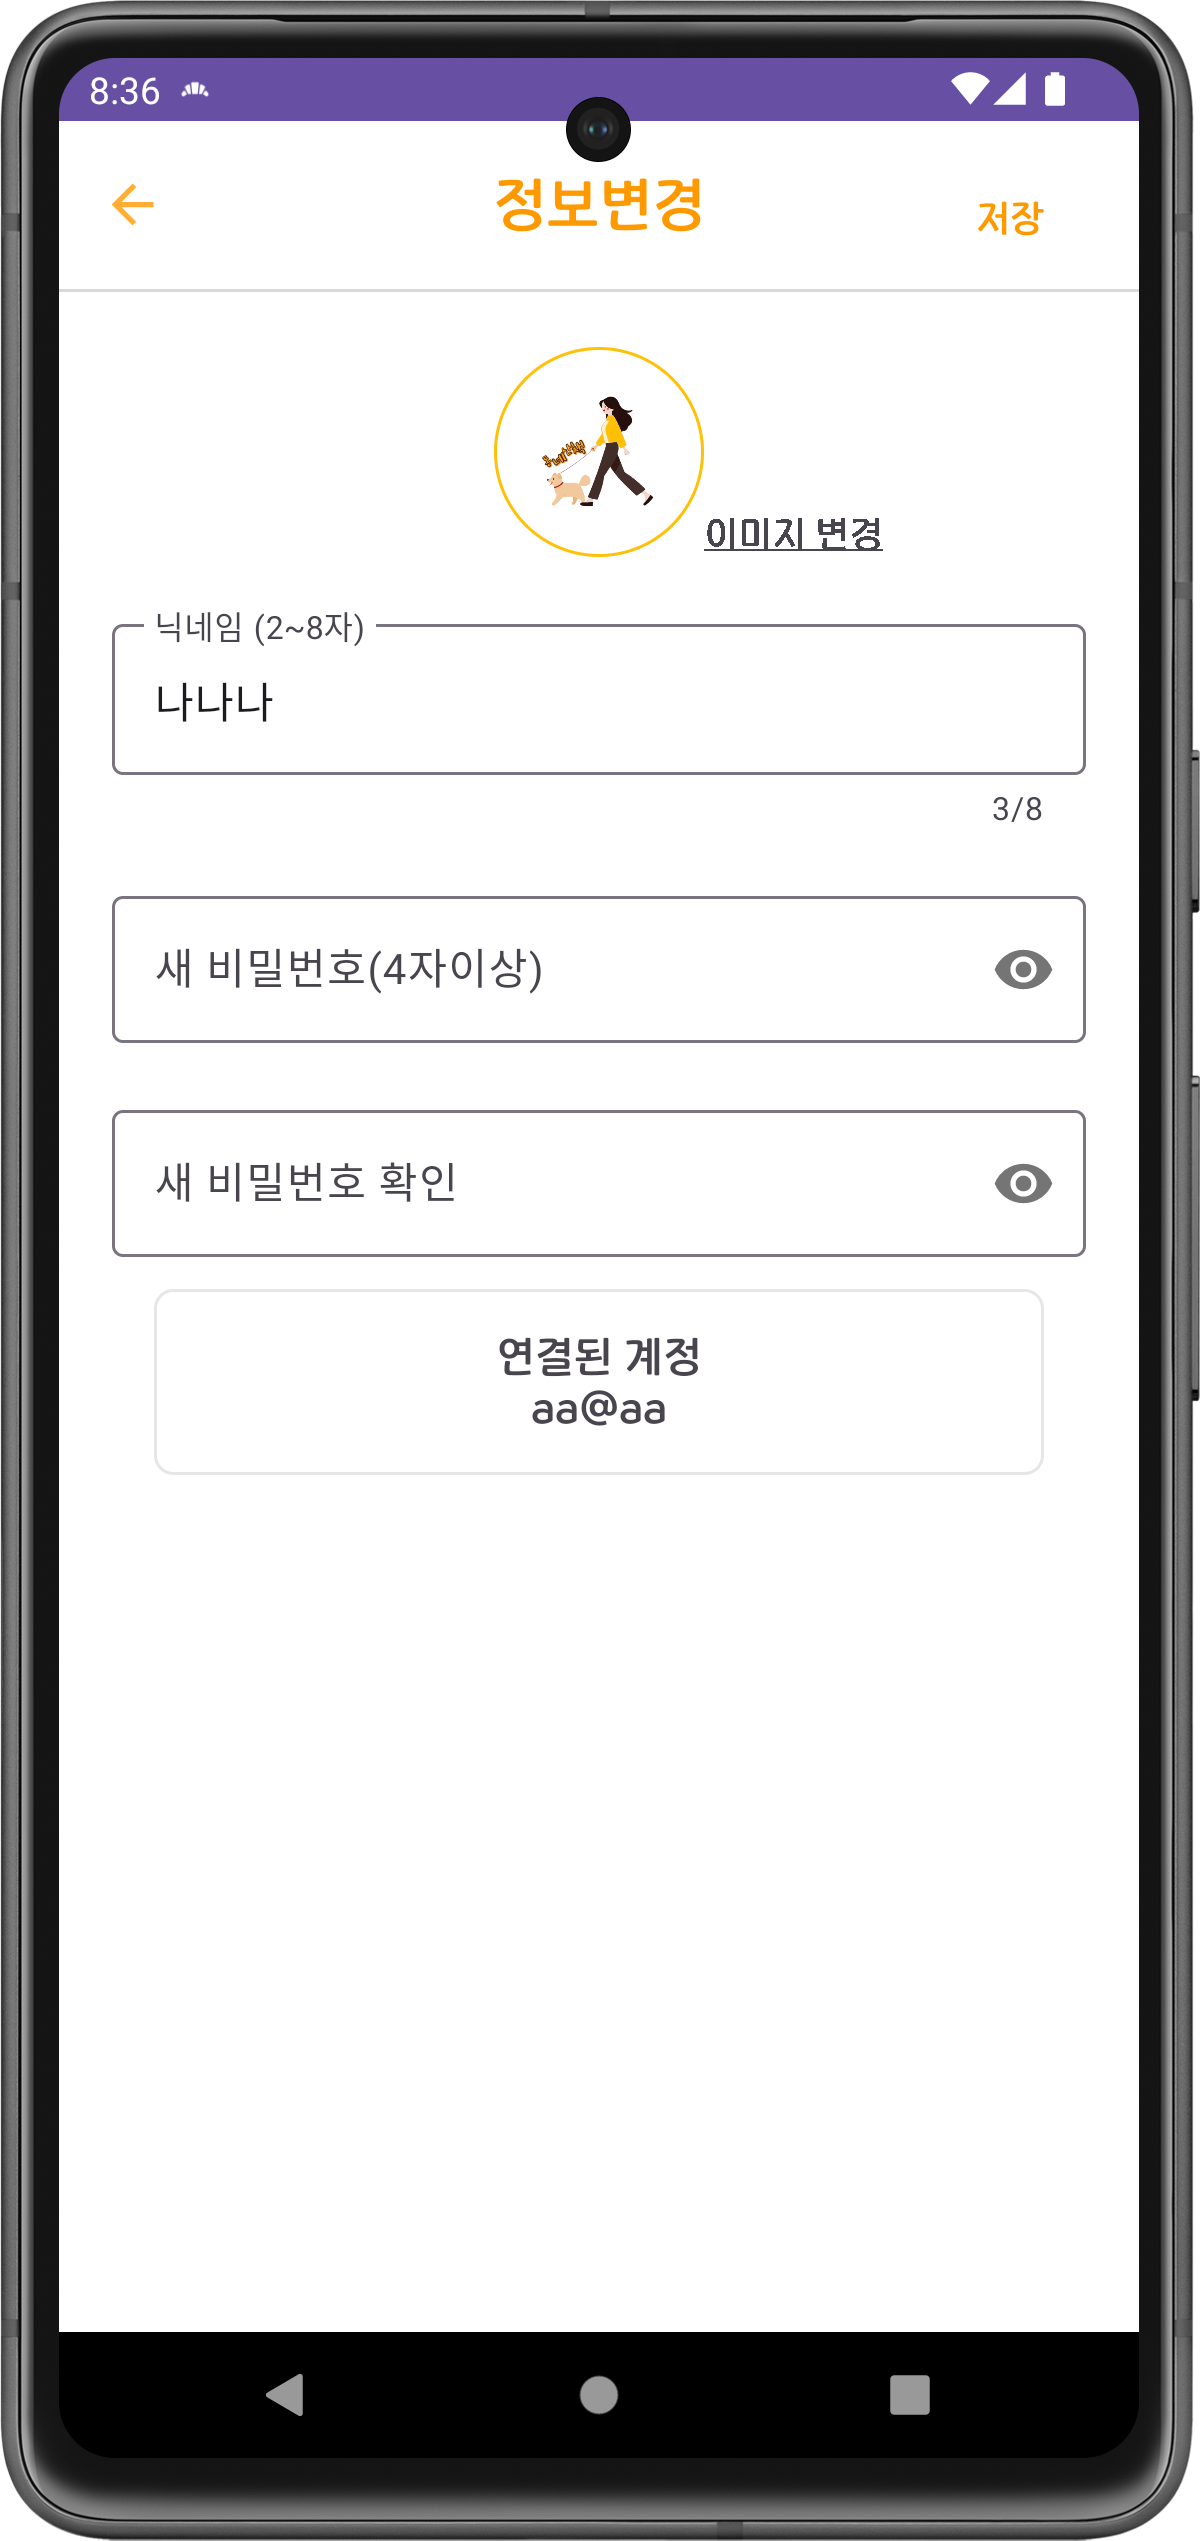 8:36
정보변경
저장
이미지 변경
닉네임 (2~8자)
나나나
3/8
새 비밀번호(4자이상)
새 비밀번호 확인
연결된 계정
aa@aa